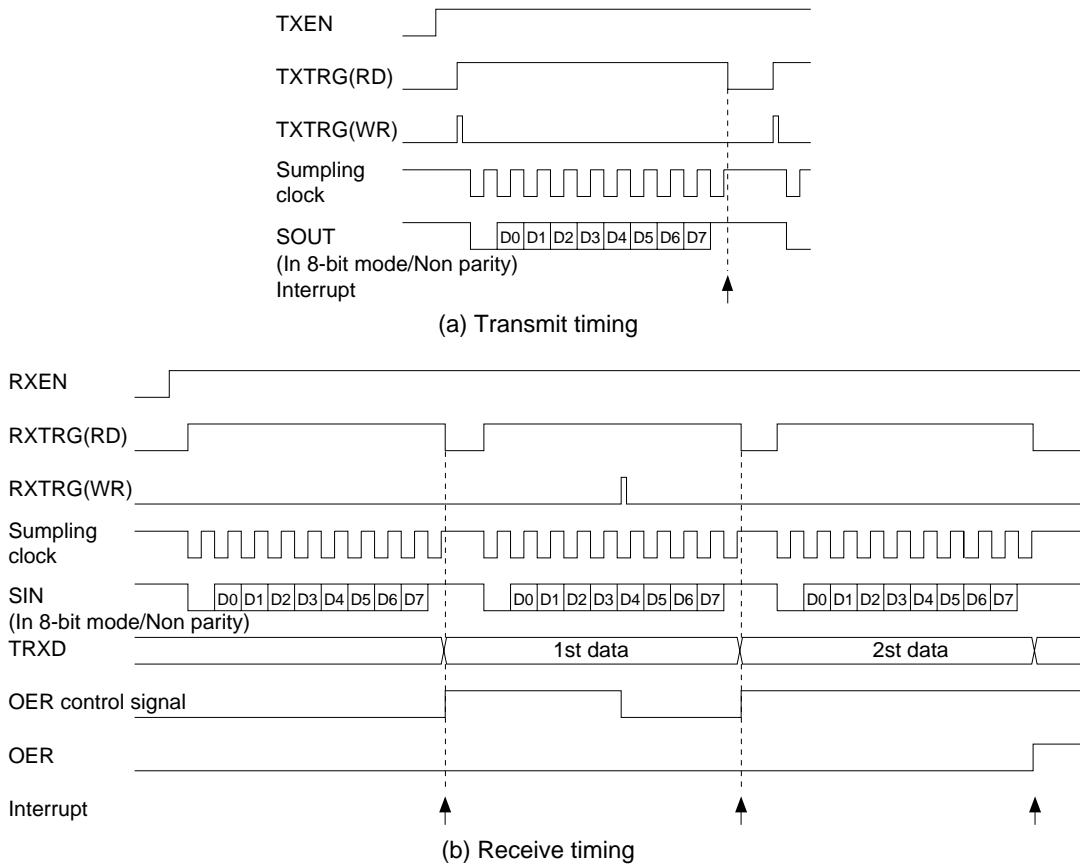 TXEN
TXTRG(RD)
TXTRG(WR)
Sumpling
clock
SOUT
D0 D1 D2 D3 D4 D5 D6 D7
(In 8-bit mode/Non parity)
Interrupt
(a) Transmit timing
RXEN
RXTRG(RD)
RXTRG(WR)
Sumpling
clock
SIN
D0 D1 D2 D3 D4 D5 D6 D7 D0 D1 D2 D3 D4 D5 D6 D7 D0 D1 D2 D3 D4 D5 D6 D7
(In 8-bit mode/Non parity)
TRXD 1st data 2st data
OER control signal
OER
Interrupt
(b) Receive timing